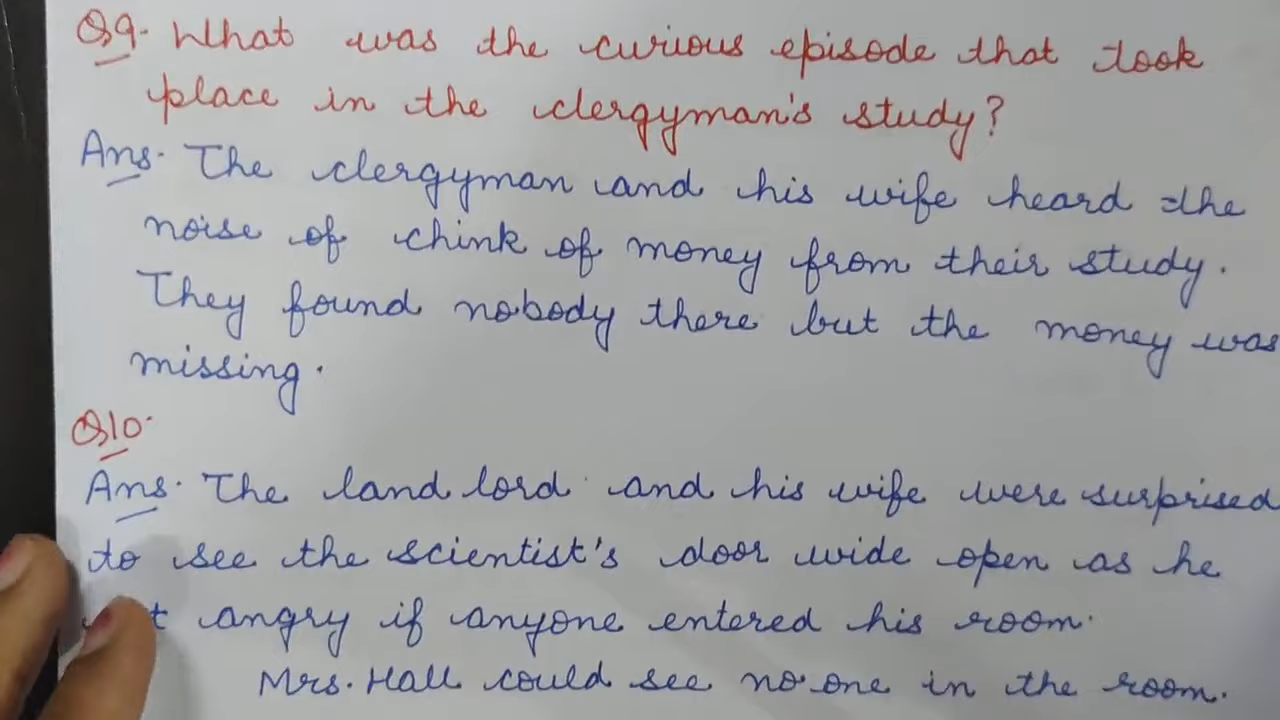 Q9. What was the curious episode that took
place in the clergyman's study?
Ans. The clergyman and his wife heard the
noise of chink of money from their study.
They found nobody there but the money was
missing.
Q10.
Ans. The land lord and his wife were surprised
to see the scientist's door wide open as he
angry if anyone entered his room.
Mrs. Hall could see no one in the room.